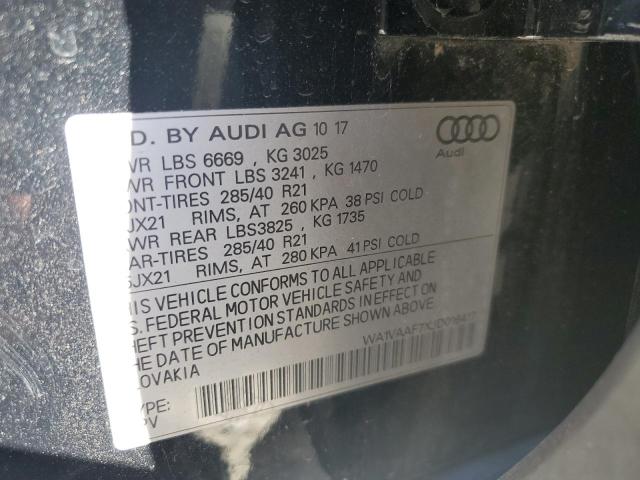 D. BY AUDI AG 10 17
WR LBS 6669 , KG 3025
WR FRONT LBS 3241 , KG 1470
ONT-TIRES 285/40 R21
JX21 RIMS, AT 260 KPA 38 PSI COLD
WR REAR LBS3825 , KG 1735
AR-TIRES 285/40 R21
5JX21 RIMS, AT 280 KPA 41 PSI COLD
HIS VEHICLE CONFORMS TO ALL APPLICABLE
S. FEDERAL MOTOR VEHICLE SAFETY AND
HEFT PREVENTION STANDARDS IN EFFECT ON
HE DATE OF MANUFACTURE SHOWN ABOVE.
LOVAKIA
YPE:
PV
Audi